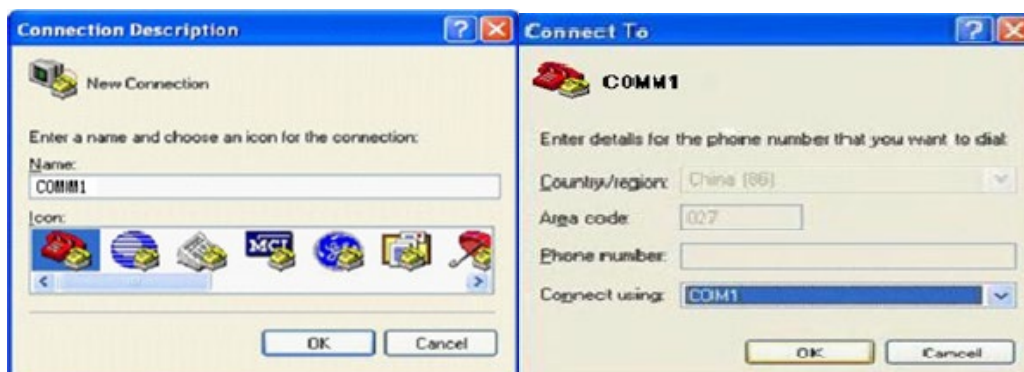 Connection Description
New Connection
Enter a name and choose an icon for the connection:
Name:
COMM1
Icon:
MCI
OK Cancel
Connect To
COMM1
Enter details for the phone number that you want to dial:
Country/region: China (86)
Area code: 027
Phone number:
Connect using: COM1
OK Cancel